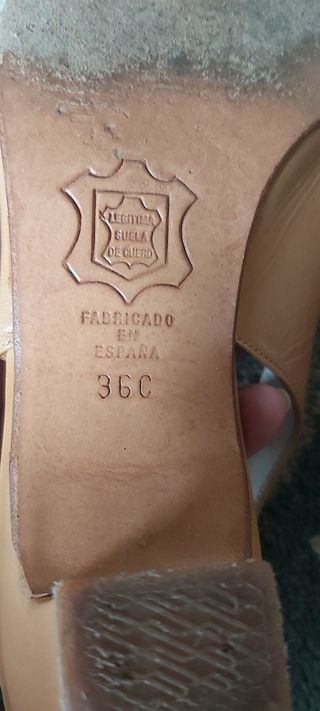 LEGITIMA
SUELA
DE CUERO
FABRICADO
EN
ESPAÑA
36C